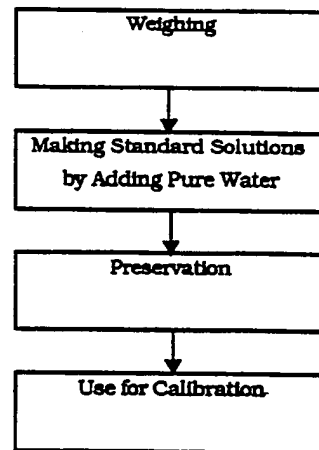 Weighing
Making Standard Solutions
by Adding Pure Water
Preservation
Use for Calibration